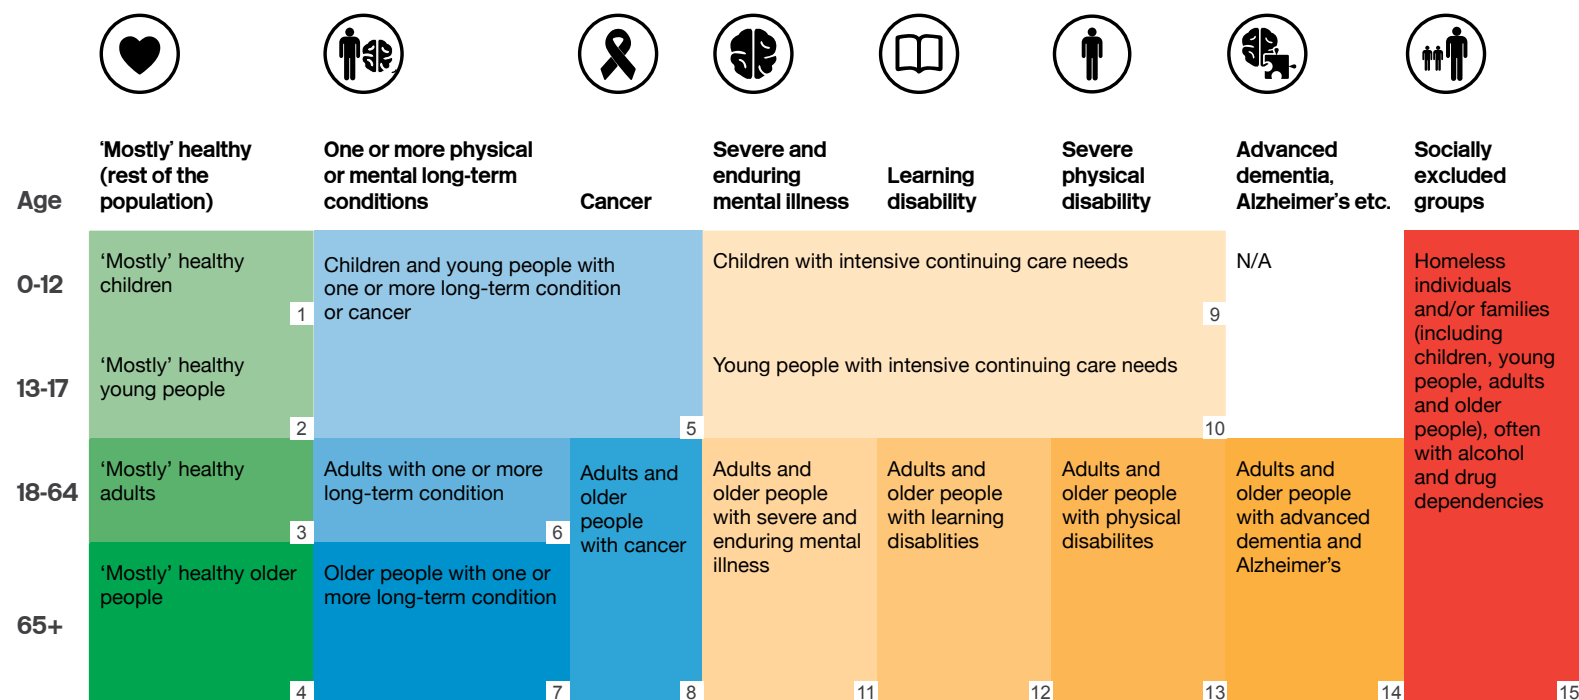 Age
‘Mostly’ healthy
(rest of the
population)
One or more physical
or mental long-term
conditions
Cancer
Severe and
enduring
mental illness
Learning
disability
Severe
physical
disability
Advanced
dementia,
Alzheimer’s etc.
Socially
excluded
groups
0-12
‘Mostly’ healthy
children
1
Children and young people with
one or more long-term condition
or cancer
5
Children with intensive continuing care needs
9
N/A
Homeless
individuals
and/or families
(including
children, young
people, adults
and older
people), often
with alcohol
and drug
dependencies
15
13-17
‘Mostly’ healthy
young people
2
Young people with intensive continuing care needs
10
18-64
‘Mostly’ healthy
adults
3
Adults with one or more
long-term condition
6
Adults and
older
people
with cancer
8
Adults and
older people
with severe and
enduring mental
illness
11
Adults and
older people
with learning
disablities
12
Adults and
older people
with physical
disabilites
13
Adults and
older people
with advanced
dementia and
Alzheimer’s
14
65+
‘Mostly’ healthy older
people
4
Older people with one or
more long-term condition
7